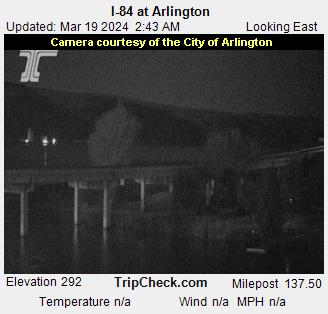 I-84 at Arlington
Updated: Mar 19 2024 2:43 AM Looking East
Camera courtesy of the City of Arlington
Elevation 292 TripCheck.com Milepost 137.50
Temperature n/a Wind n/a MPH n/a